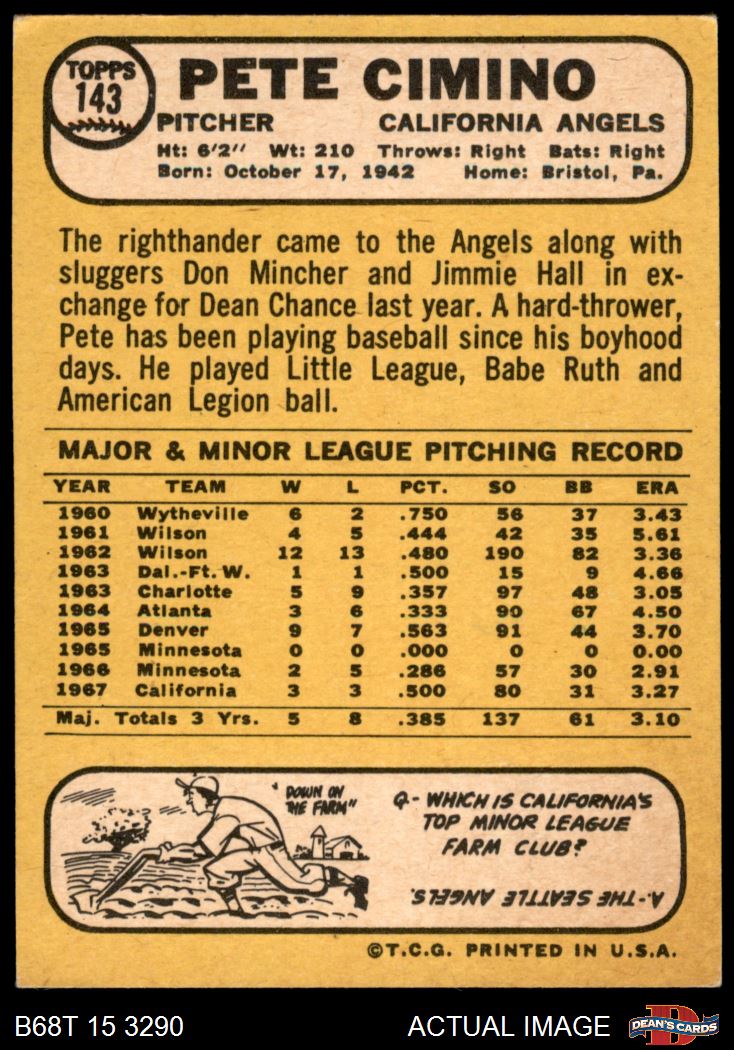 TOPPS
143
PETE CIMINO
PITCHER CALIFORNIA ANGELS
Ht: 6'2" Wt: 210 Throws: Right Bats: Right
Born: October 17, 1942 Home: Bristol, Pa.
The righthander came to the Angels along with
sluggers Don Mincher and Jimmie Hall in ex-
change for Dean Chance last year. A hard-thrower,
Pete has been playing baseball since his boyhood
days. He played Little League, Babe Ruth and
American Legion ball.
MAJOR & MINOR LEAGUE PITCHING RECORD
YEAR TEAM W L PCT. SO BB ERA
1960 Wytheville 6 2 .750 56 37 3.43
1961 Wilson 4 5 .444 42 35 5.61
1962 Wilson 12 13 .480 190 82 3.36
1963 Dal.-Ft. W. 1 1 .500 15 9 4.66
1963 Charlotte 5 9 .357 97 48 3.05
1964 Atlanta 3 6 .333 90 67 4.50
1965 Denver 9 7 .563 91 44 3.70
1965 Minnesota 0 0 .000 0 0 0.00
1966 Minnesota 2 5 .286 57 30 2.91
1967 California 3 3 .500 80 31 3.27
Maj. Totals 3 Yrs. 5 8 .385 137 61 3.10
"DOWN ON
THE FARM"
Q- WHICH IS CALIFORNIA'S
TOP MINOR LEAGUE
FARM CLUB?
A.-THE SEATTLE ANGELS.
©T.C.G. PRINTED IN U.S.A.
B68T 15 3290 ACTUAL IMAGE
DEAN'S CARDS